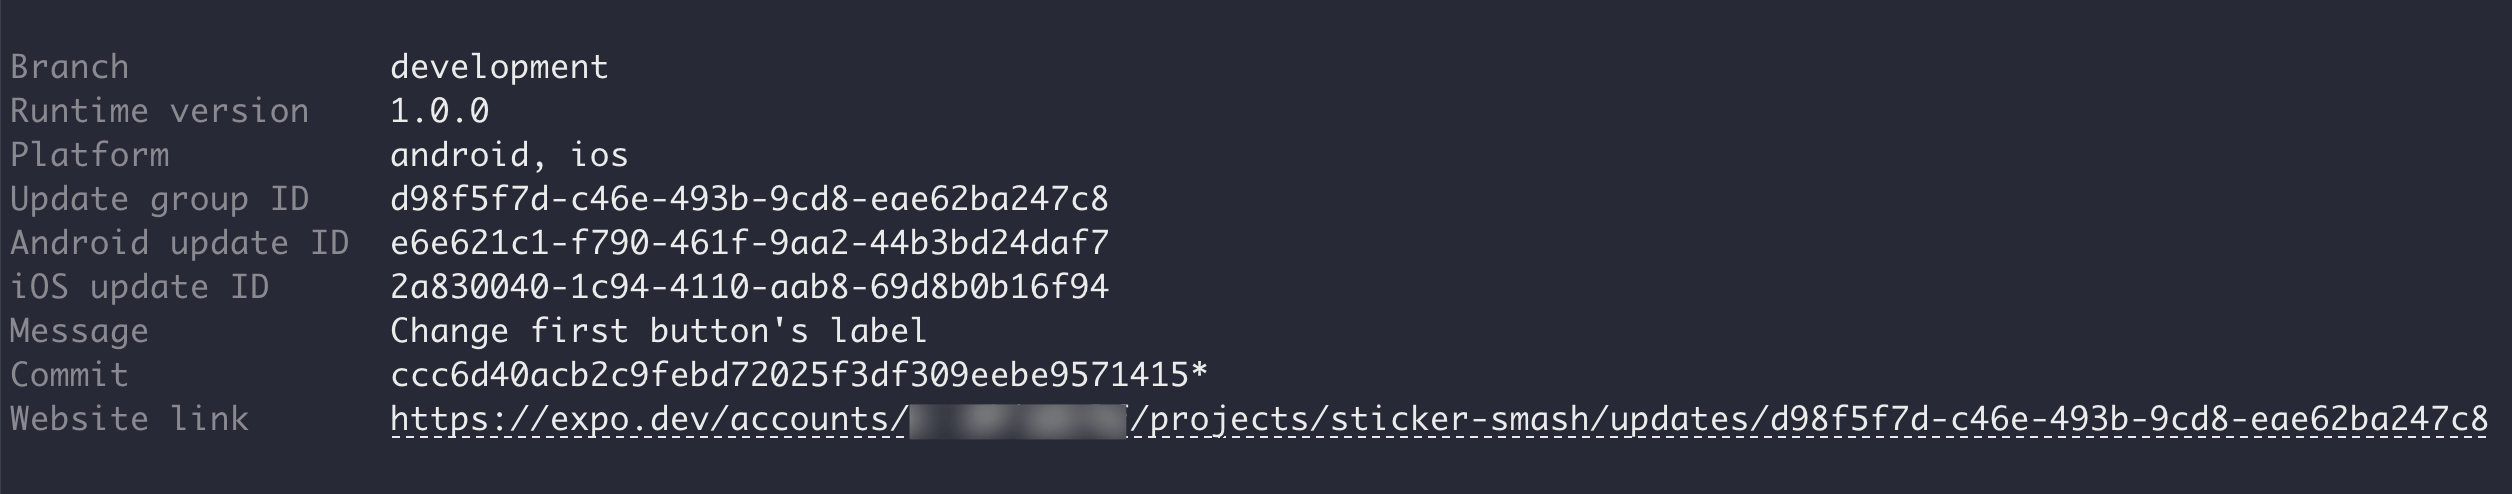 Branch development
Runtime version 1.0.0
Platform android, ios
Update group ID d98f5f7d-c46e-493b-9cd8-eae62ba247c8
Android update ID e6e621c1-f790-461f-9aa2-44b3bd24daf7
iOS update ID 2a830040-1c94-4110-aab8-69d8b0b16f94
Message Change first button's label
Commit ccc6d40acb2c9febd72025f3df309eebe9571415*
Website link https://expo.dev/accounts/ /projects/sticker-smash/updates/d98f5f7d-c46e-493b-9cd8-eae62ba247c8